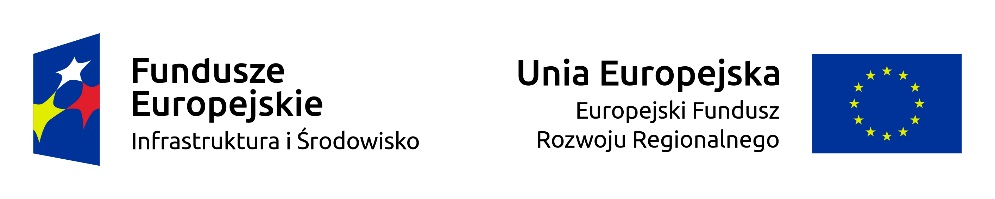 Fundusze
Europejskie
Infrastruktura i Środowisko
Unia Europejska
Europejski Fundusz
Rozwoju Regionalnego